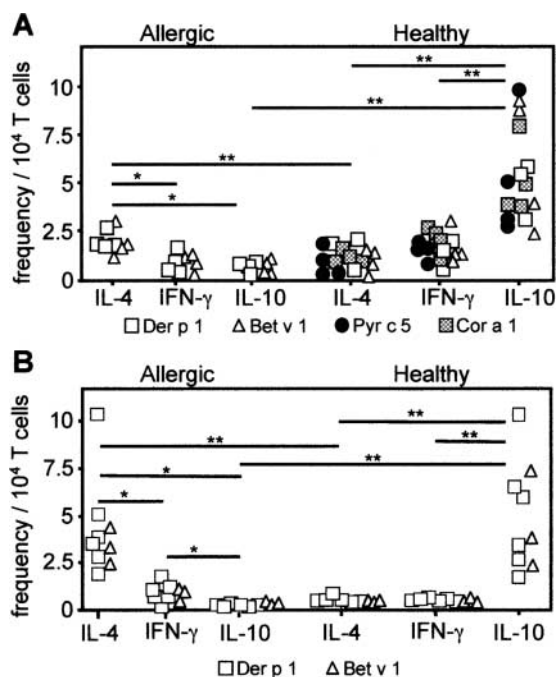 A
Allergic Healthy
frequency / 10⁴ T cells
10
7.5
5
2.5
0
** ** ** ** * *
IL-4 IFN-γ IL-10 IL-4 IFN-γ IL-10
Der p 1 Bet v 1 Pyr c 5 Cor a 1
B
Allergic Healthy
frequency / 10⁴ T cells
10
7.5
5
2.5
0
** ** ** * ** * *
IL-4 IFN-γ IL-10 IL-4 IFN-γ IL-10
Der p 1 Bet v 1